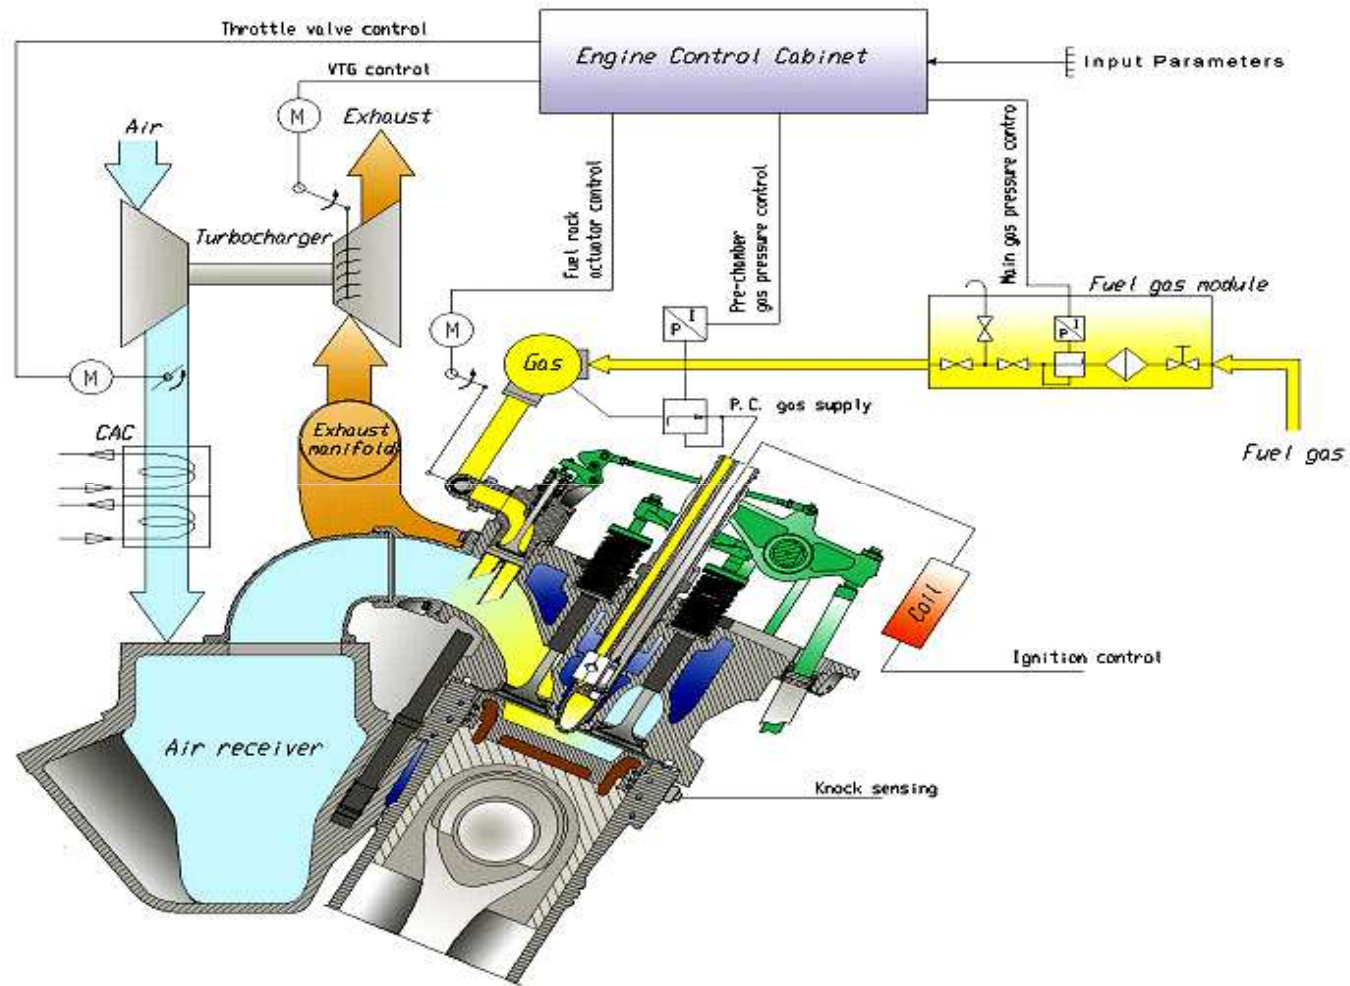 Throttle valve control
Engine Control Cabinet
Input Parameters
VTG control
M
Exhaust
Air
Fuel rack
actuator control
Pre-chamber
gas pressure control
Main gas pressure contro
Turbocharger
Fuel gas module
I
P
I
P
M
Gas
M
P.C. gas supply
CAC
Exhaust
manifold
Fuel gas
Coil
Ignition control
Air receiver
Knock sensing